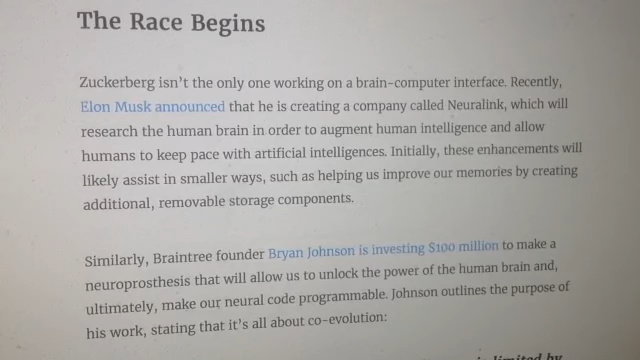 The Race Begins
Zuckerberg isn't the only one working on a brain-computer interface. Recently,
Elon Musk announced that he is creating a company called Neuralink, which will
research the human brain in order to augment human intelligence and allow
humans to keep pace with artificial intelligences. Initially, these enhancements will
likely assist in smaller ways, such as helping us improve our memories by creating
additional, removable storage components.
Similarly, Braintree founder Bryan Johnson is investing $100 million to make a
neuroprosthesis that will allow us to unlock the power of the human brain and,
ultimately, make our neural code programmable. Johnson outlines the purpose of
his work, stating that it's all about co-evolution:
limited by